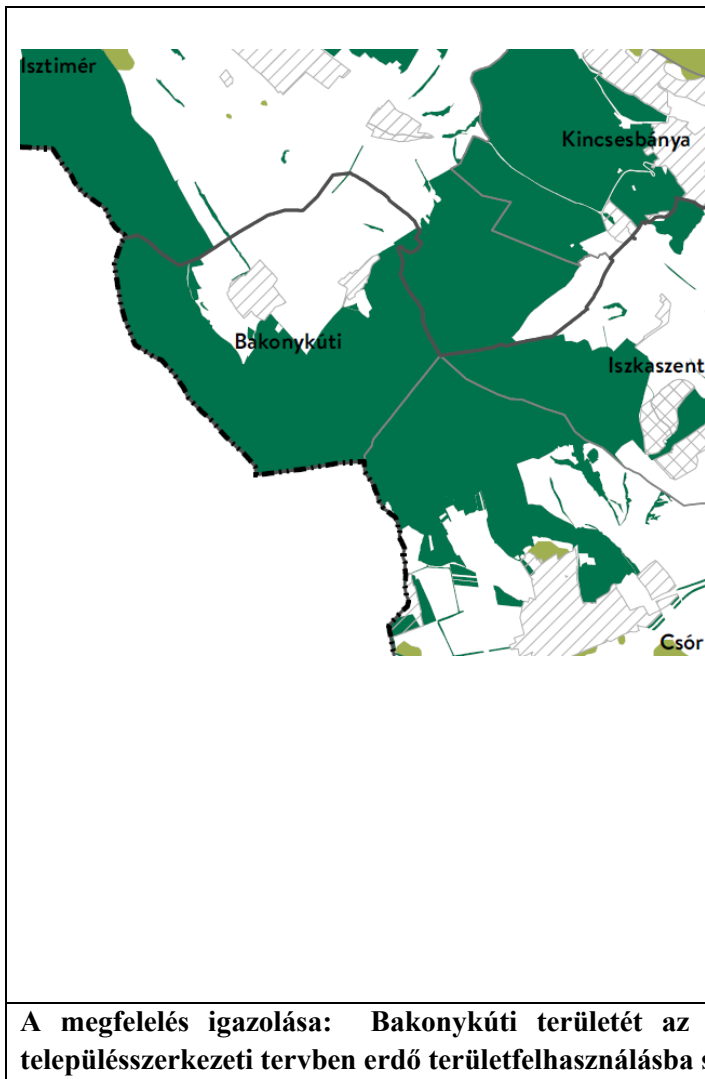 Isztimér
Kincsesbánya
Bakonykúti
Iszkaszent
Csór
A megfelelés igazolása: Bakonykúti területét az
településszerkezeti tervben erdő területfelhasználásba s